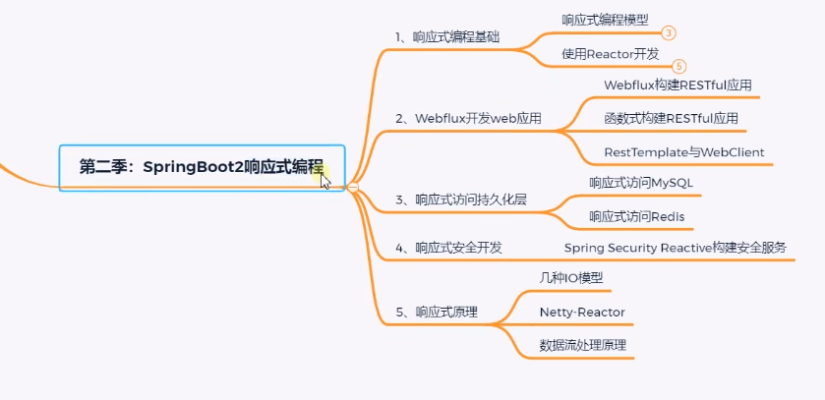 第二季：SpringBoot2响应式编程
1、响应式编程基础
响应式编程模型
3
使用Reactor开发
5
2、Webflux开发web应用
Webflux构建RESTful应用
函数式构建RESTful应用
RestTemplate与WebClient
3、响应式访问持久化层
响应式访问MySQL
响应式访问Redis
4、响应式安全开发
Spring Security Reactive构建安全服务
5、响应式原理
几种IO模型
Netty-Reactor
数据流处理原理